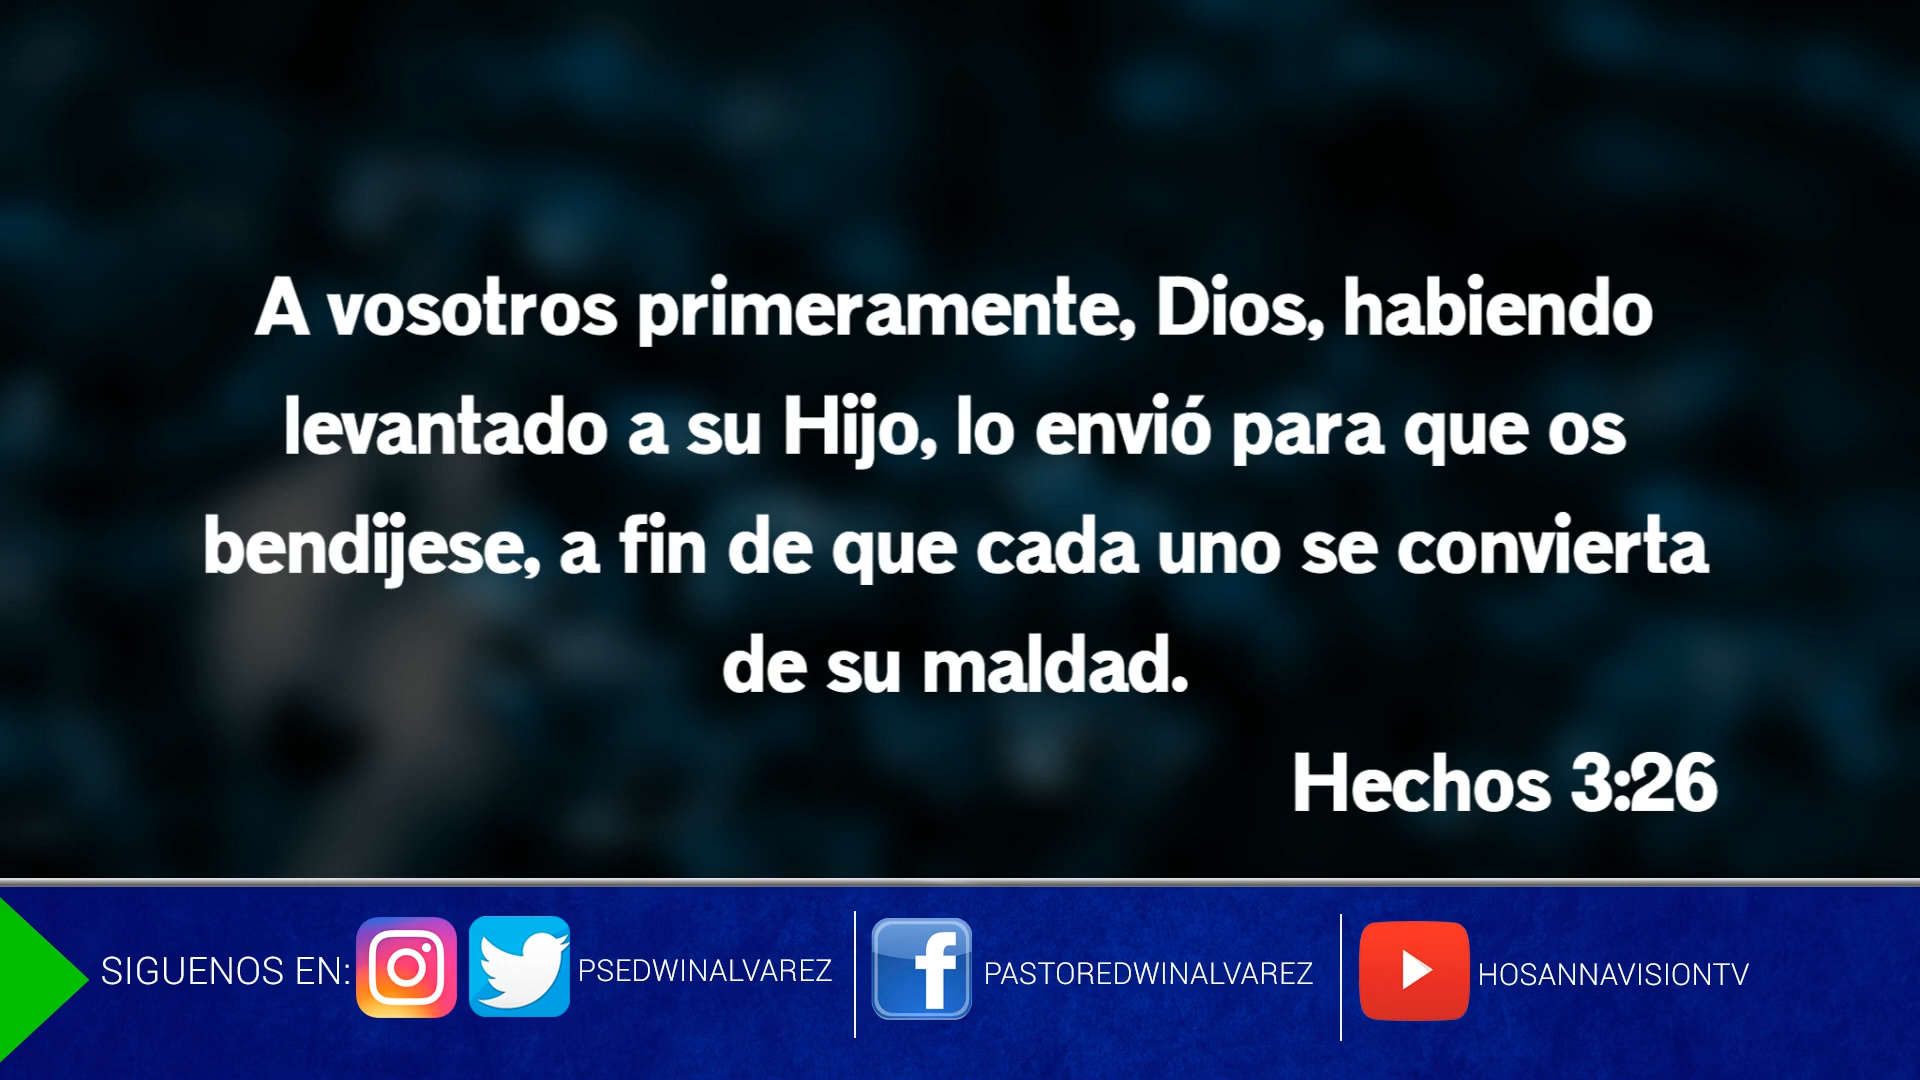 A vosotros primeramente, Dios, habiendo
levantado a su Hijo, lo envió para que os
bendijese, a fin de que cada uno se convierta
de su maldad.
Hechos 3:26
SIGUENOS EN: PSEDWINALVAREZ PASTOREDWINALVAREZ HOSANNAVISIONTV